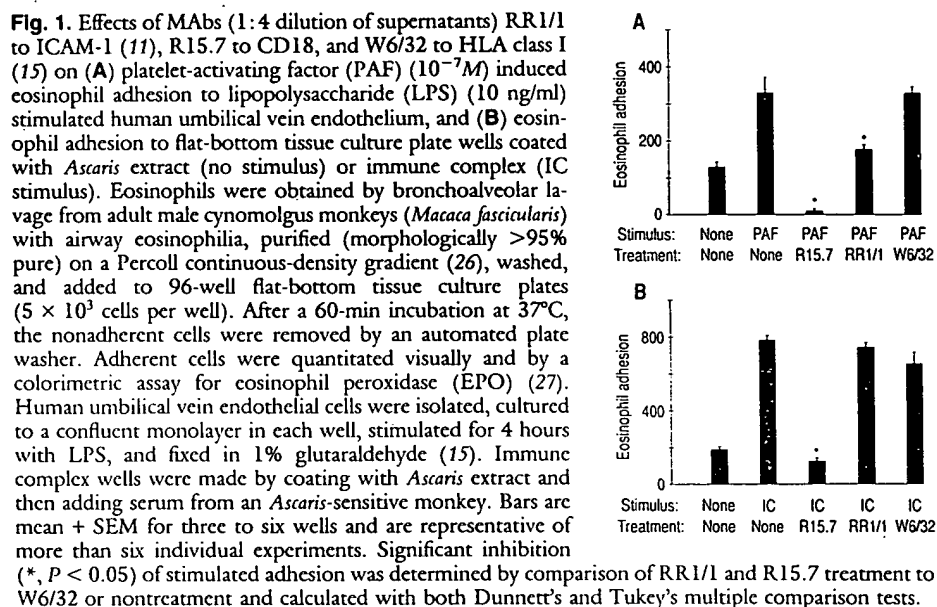 Fig. 1. Effects of MAbs (1:4 dilution of supernatants) RR1/1
to ICAM-1 (11), R15.7 to CD18, and W6/32 to HLA class I
(15) on (A) platelet-activating factor (PAF) (10⁻⁷M) induced
eosinophil adhesion to lipopolysaccharide (LPS) (10 ng/ml)
stimulated human umbilical vein endothelium, and (B) eosin-
ophil adhesion to flat-bottom tissue culture plate wells coated
with Ascaris extract (no stimulus) or immune complex (IC
stimulus). Eosinophils were obtained by bronchoalveolar la-
vage from adult male cynomolgus monkeys (Macaca fascicularis)
with airway eosinophilia, purified (morphologically >95%
pure) on a Percoll continuous-density gradient (26), washed,
and added to 96-well flat-bottom tissue culture plates
(5 × 10³ cells per well). After a 60-min incubation at 37°C,
the nonadherent cells were removed by an automated plate
washer. Adherent cells were quantitated visually and by a
colorimetric assay for eosinophil peroxidase (EPO) (27).
Human umbilical vein endothelial cells were isolated, cultured
to a confluent monolayer in each well, stimulated for 4 hours
with LPS, and fixed in 1% glutaraldehyde (15). Immune
complex wells were made by coating with Ascaris extract and
then adding serum from an Ascaris-sensitive monkey. Bars are
mean + SEM for three to six wells and are representative of
more than six individual experiments. Significant inhibition
(*, P < 0.05) of stimulated adhesion was determined by comparison of RR1/1 and R15.7 treatment to
W6/32 or nontreatment and calculated with both Dunnett's and Tukey's multiple comparison tests.
A
Eosinophil adhesion
400
200
0
*
*
Stimulus: None PAF PAF PAF PAF
Treatment: None None R15.7 RR1/1 W6/32
B
Eosinophil adhesion
800
400
0
*
Stimulus: None IC IC IC IC
Treatment: None None R15.7 RR1/1 W6/32